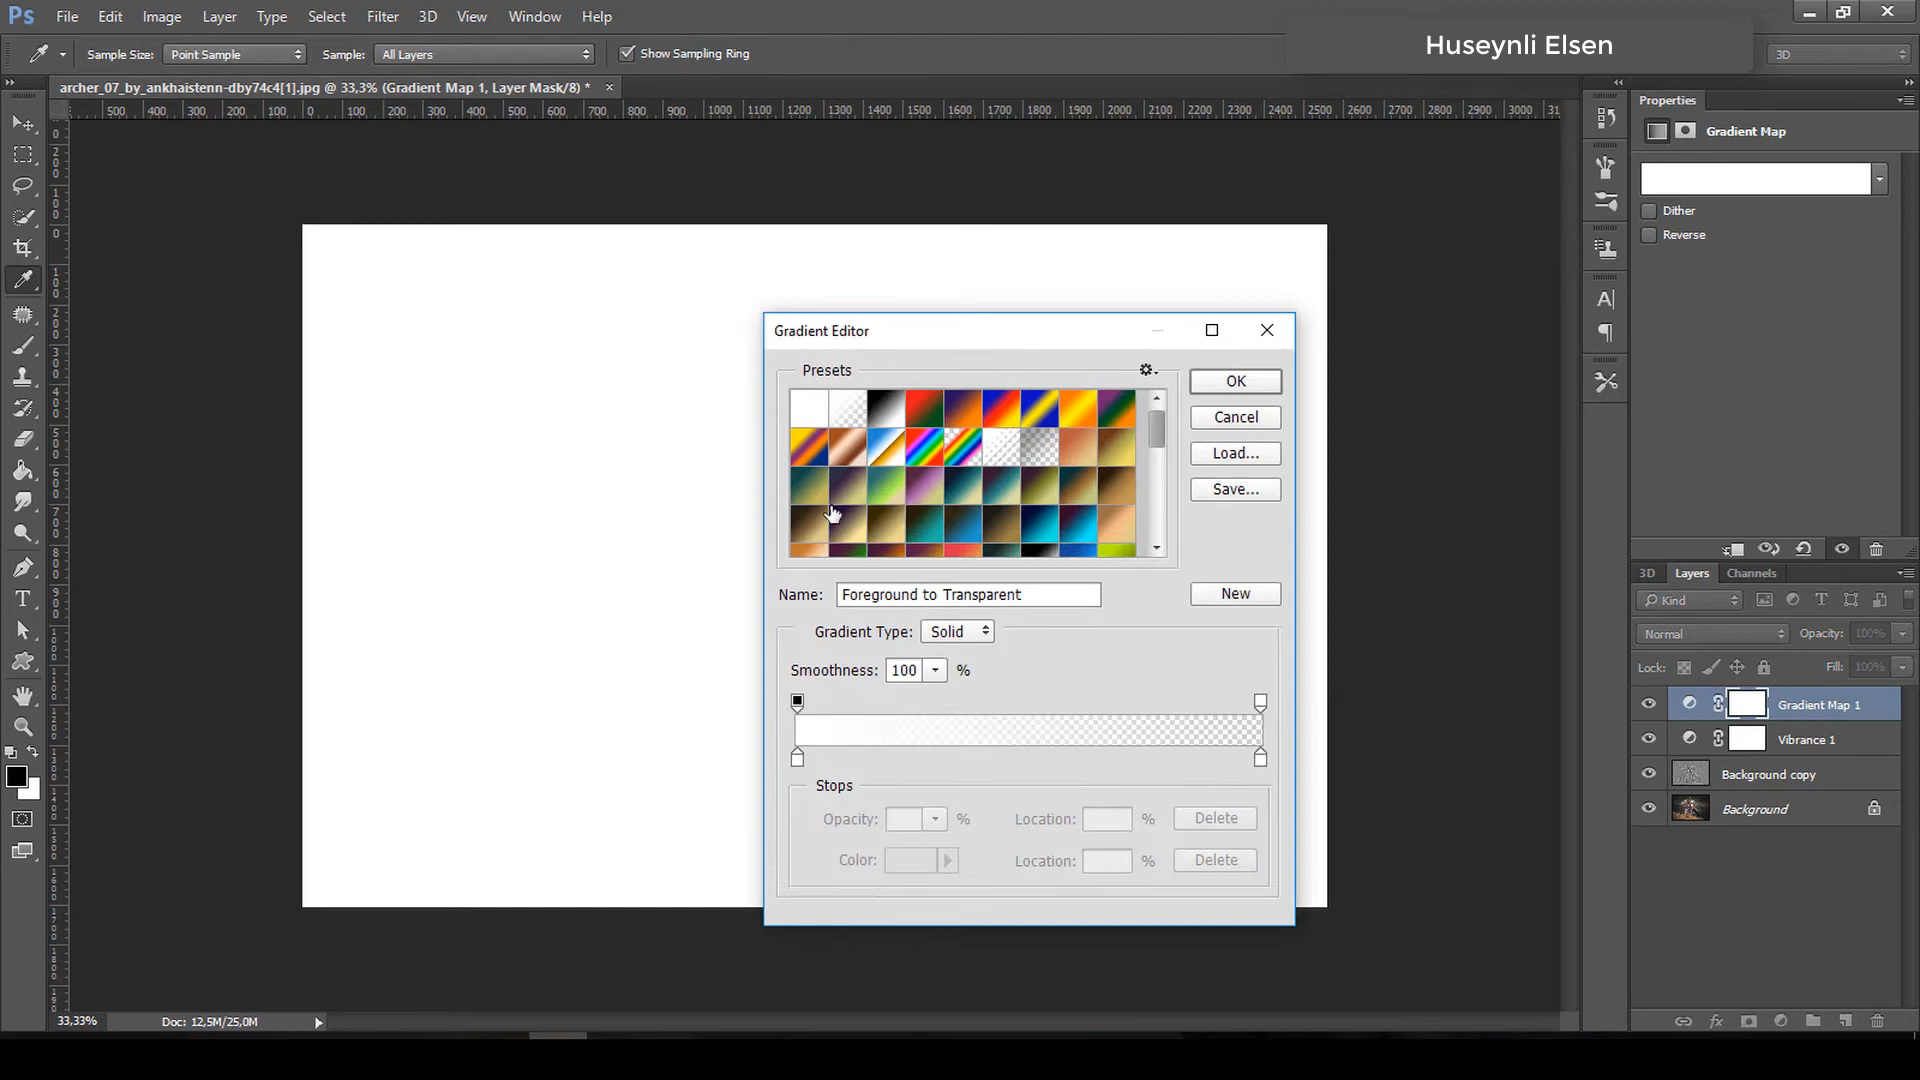 Ps File Edit Image Layer Type Select Filter 3D View Window Help
Sample Size: Point Sample Sample: All Layers Show Sampling Ring
Huseynli Elsen
3D
archer_07_by_ankhaistenn-dby74c4[1].jpg @ 33,3% (Gradient Map 1, Layer Mask/8) *
500 400 300 200 100 0 100 200 300 400 500 600 700 800 900 1000 1100 1200 1300 1400 1500 1600 1700 1800 1900 2000 2100 2200 2300 2400 2500 2600 2700 2800 2900 3000 31
Properties
Gradient Map
Dither
Reverse
Gradient Editor
Presets
OK
Cancel
Load...
Save...
Name: Foreground to Transparent
New
Gradient Type: Solid
Smoothness: 100 %
Stops
Opacity: % Location: % Delete
Color: Location: % Delete
3D Layers Channels
Kind
Normal Opacity: 100%
Lock: Fill: 100%
Gradient Map 1
Vibrance 1
Background copy
Background
33,33% Doc: 12,5M/25,0M